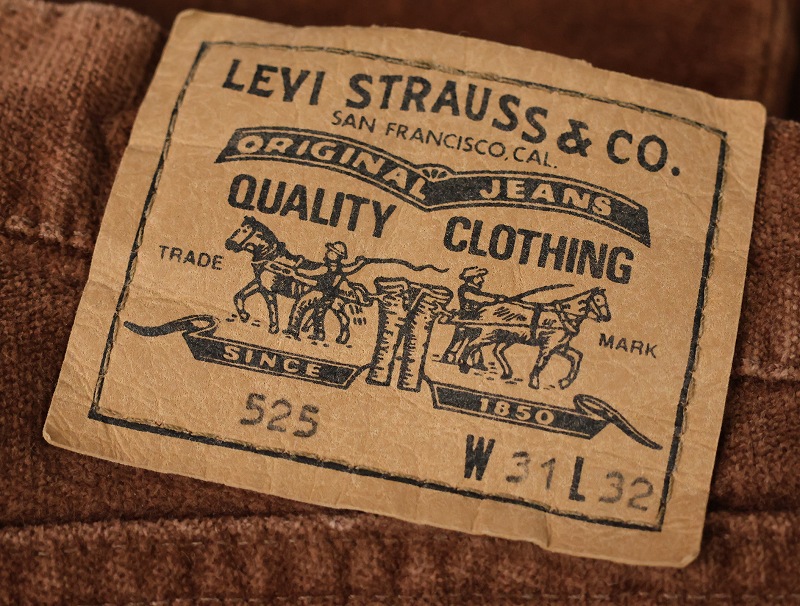 LEVI STRAUSS & CO.
SAN FRANCISCO, CAL.
ORIGINAL JEANS
QUALITY CLOTHING
TRADE MARK
SINCE 1850
525
W 31 L 32